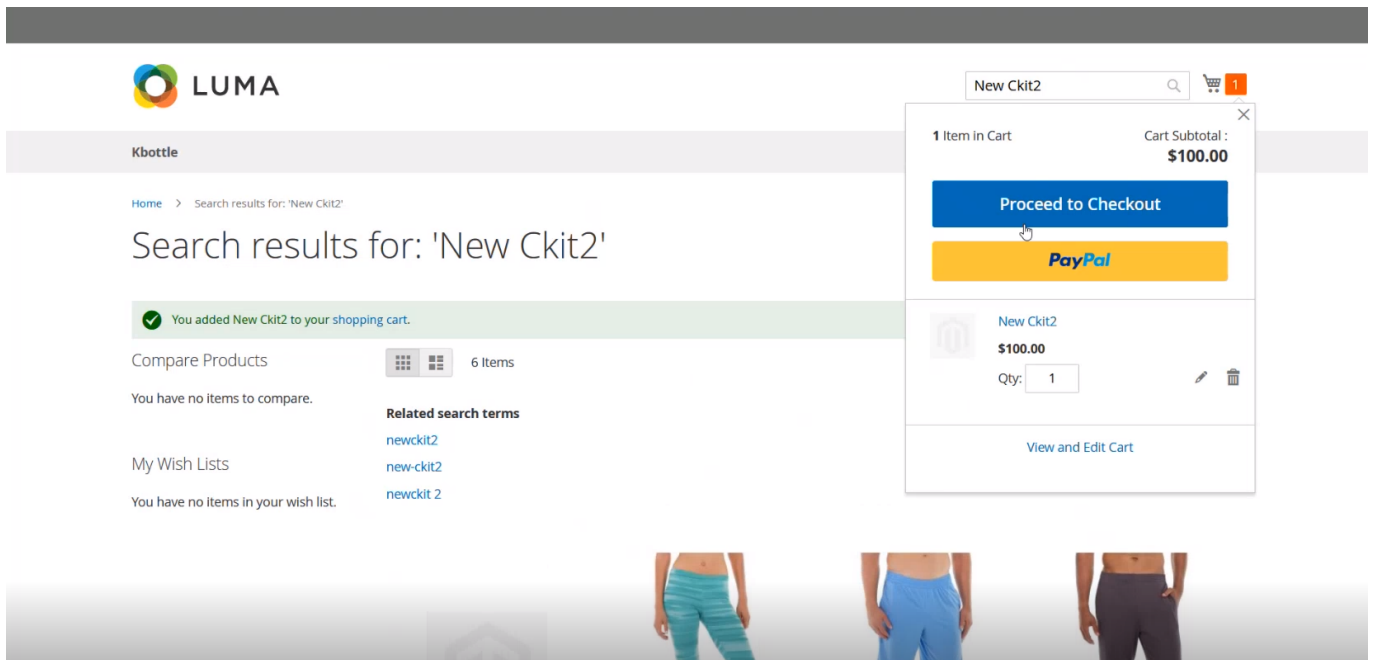 LUMA
New Ckit2
1
1 Item in Cart
Cart Subtotal :
$100.00
Proceed to Checkout
PayPal
New Ckit2
$100.00
Qty: 1
View and Edit Cart
Kbottle
Home > Search results for: 'New Ckit2'
Search results for: 'New Ckit2'
You added New Ckit2 to your shopping cart.
Compare Products
You have no items to compare.
My Wish Lists
You have no items in your wish list.
6 Items
Related search terms
newckit2
new-ckit2
newckit 2